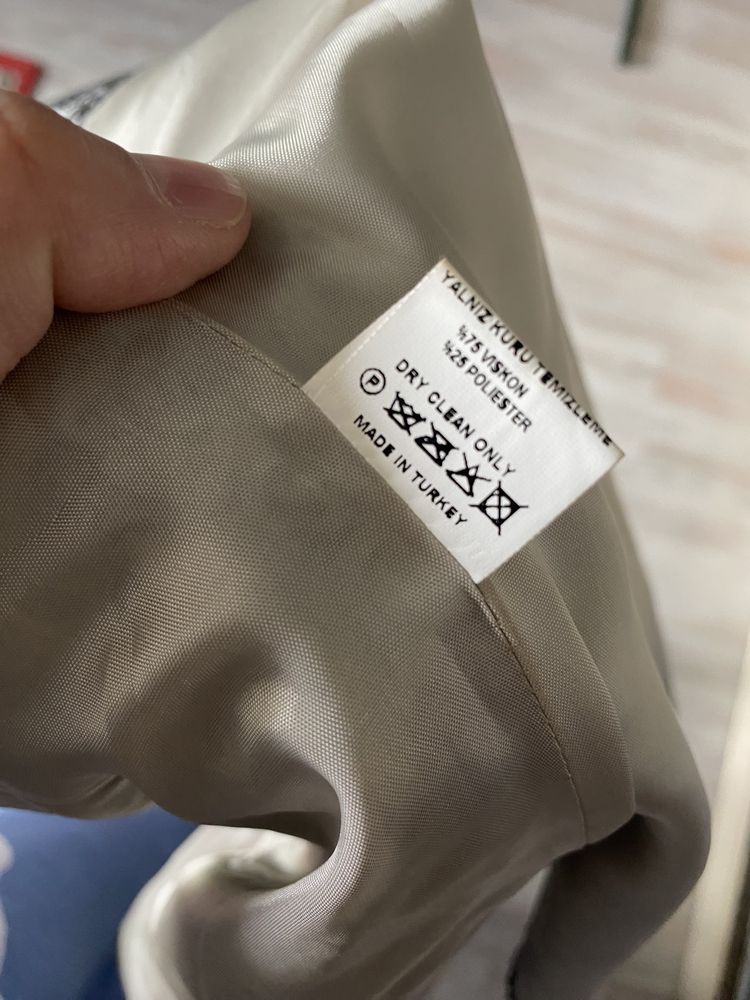 YALNIZ KURU TEMİZLEME
%75 VISKON
%25 POLIESTER
DRY CLEAN ONLY
P
MADE IN TURKEY